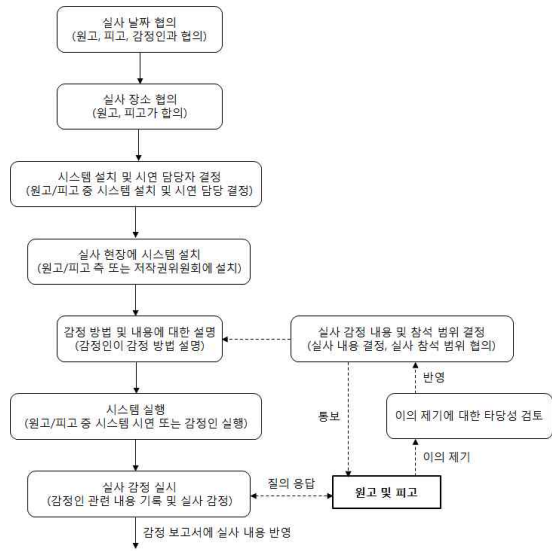 실사 날짜 협의
(원고, 피고, 감정인과 협의)
실사 장소 협의
(원고, 피고가 합의)
시스템 설치 및 시연 담당자 결정
(원고/피고 중 시스템 설치 및 시연 담당 결정)
실사 현장에 시스템 설치
(원고/피고 측 또는 저작권위원회에 설치)
감정 방법 및 내용에 대한 설명
(감정인이 감정 방법 설명)
실사 감정 내용 및 참석 범위 결정
(실사 내용 결정, 실사 참석 범위 협의)
반영
통보
시스템 실행
(원고/피고 중 시스템 시연 또는 감정인 실행)
이의 제기에 대한 타당성 검토
이의 제기
실사 감정 실시
(감정인 관련 내용 기록 및 실사 감정)
질의 응답
원고 및 피고
감정 보고서에 실사 내용 반영